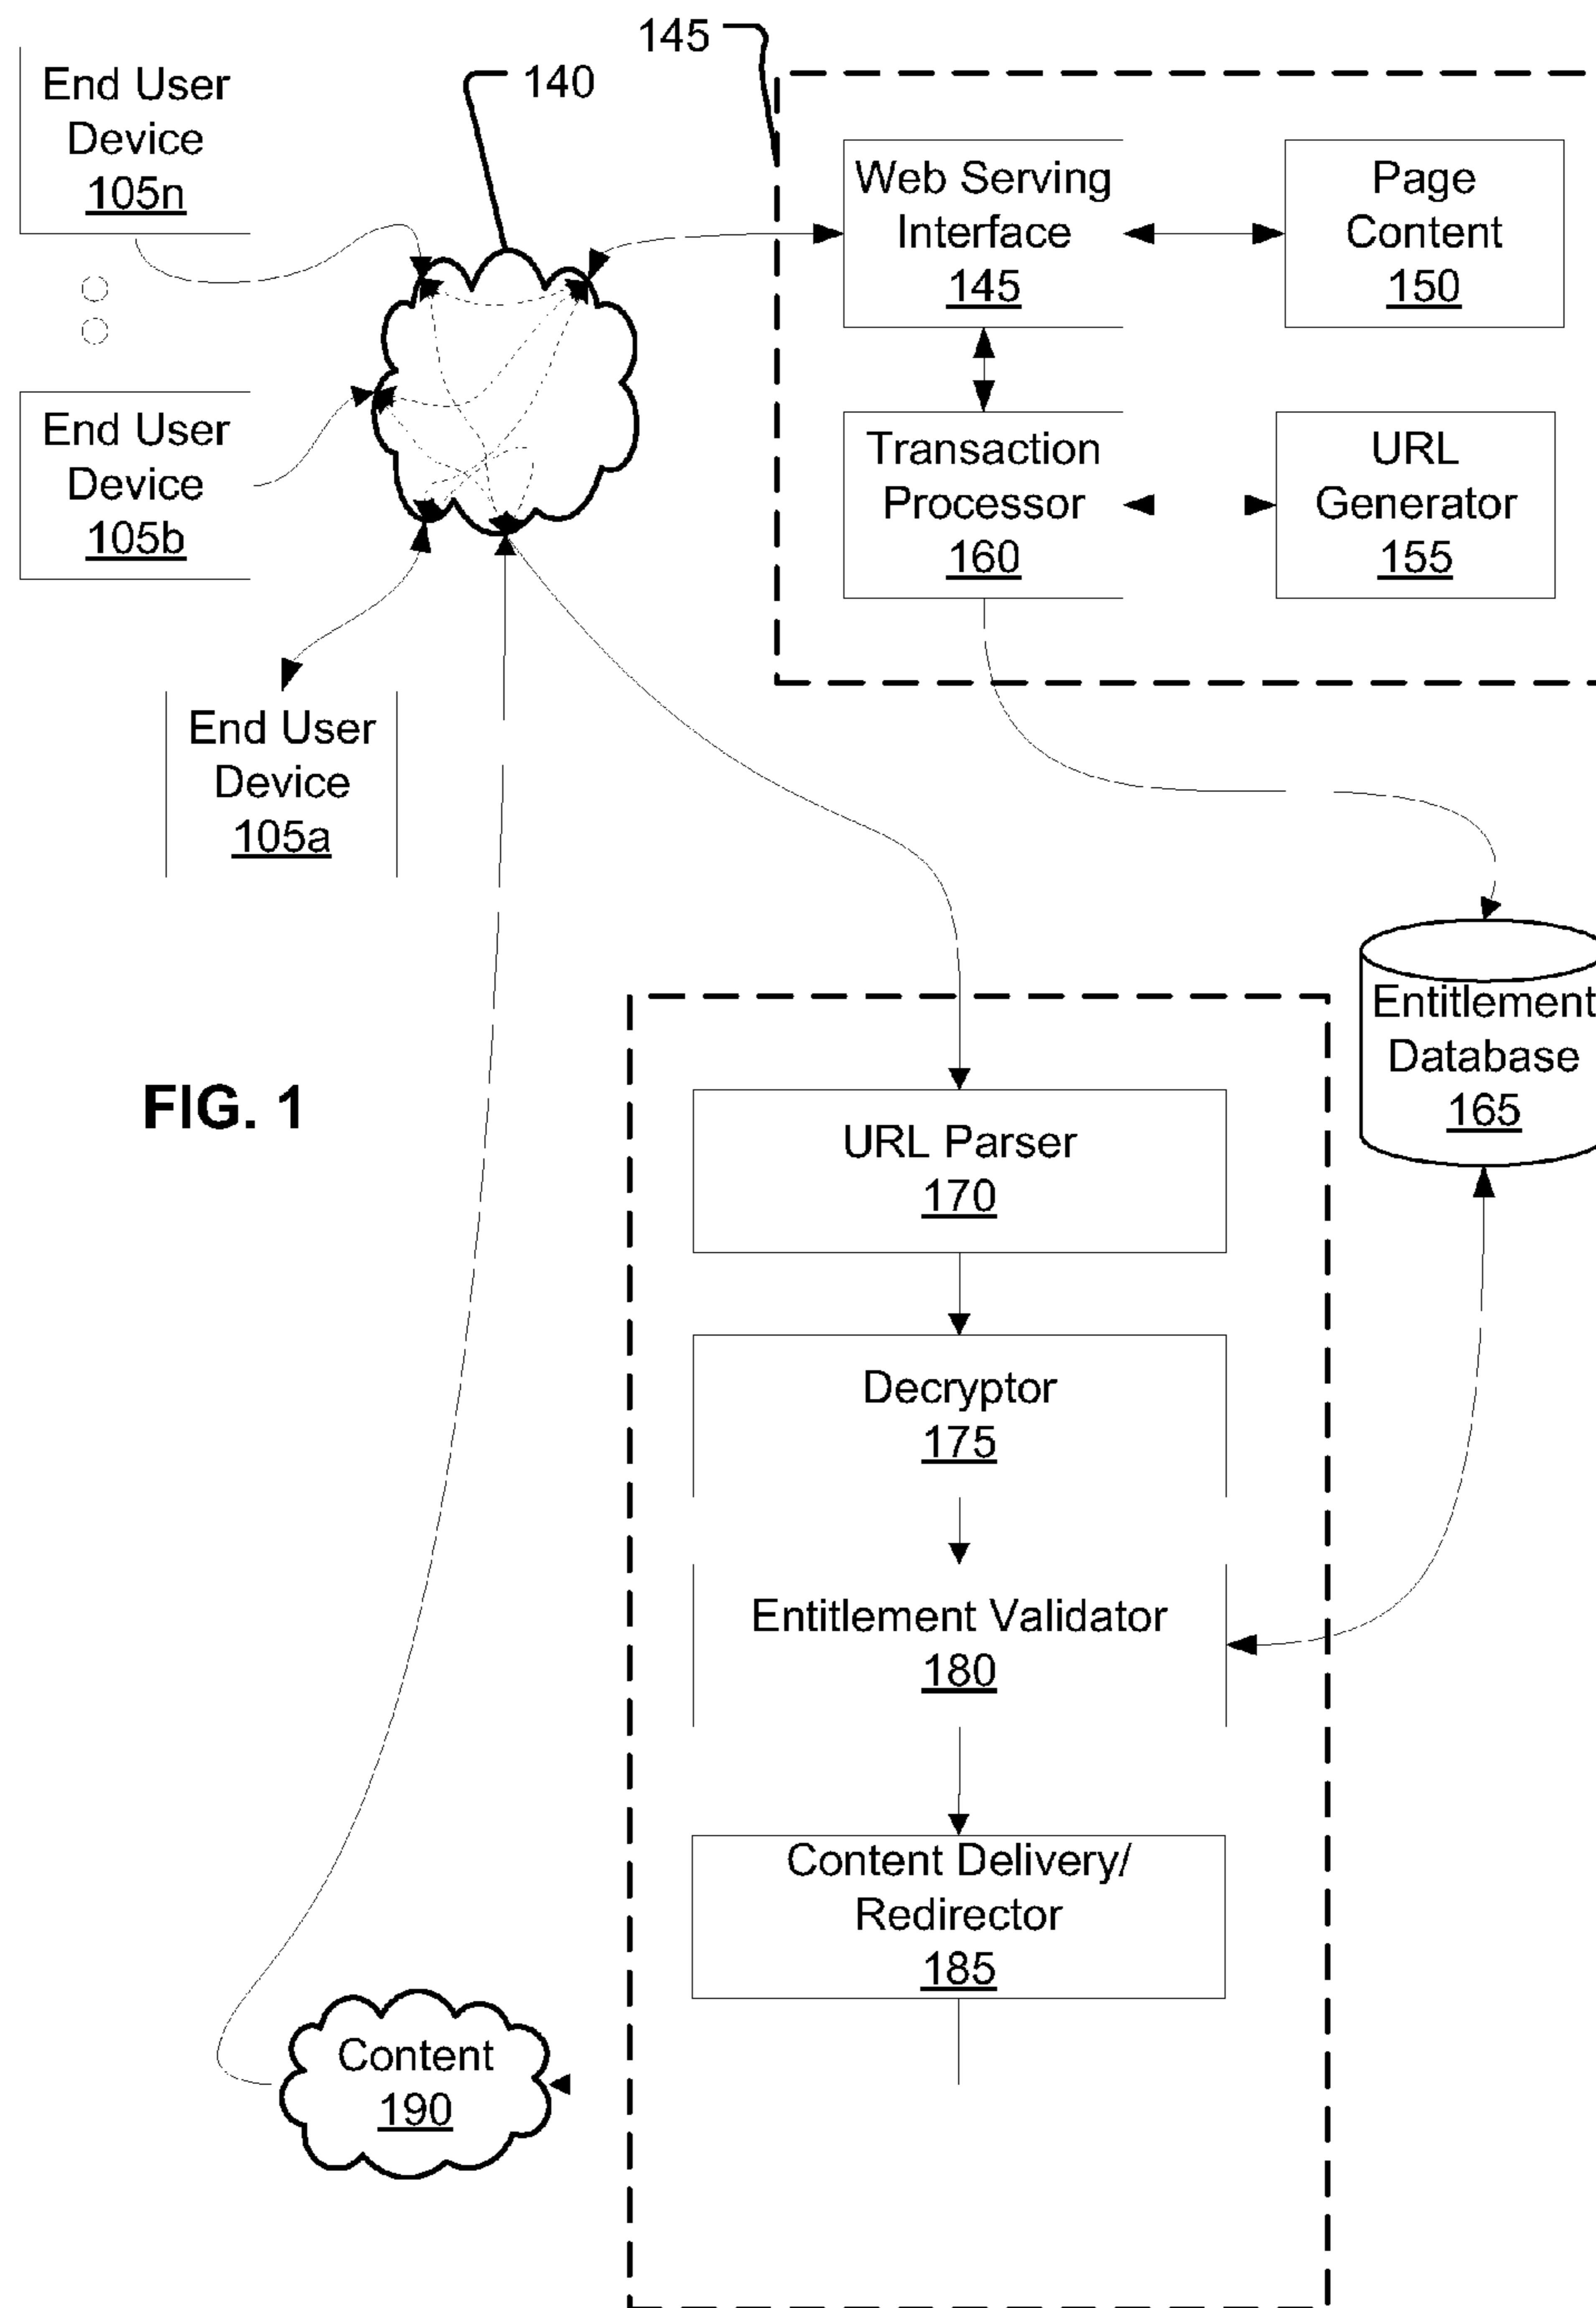 End User
Device
105n
140
145
Web Serving
Interface
145
Page
Content
150
End User
Device
105b
Transaction
Processor
160
URL
Generator
155
End User
Device
105a
Entitlement
Database
165
FIG. 1
URL Parser
170
Decryptor
175
Entitlement Validator
180
Content Delivery/
Redirector
185
Content
190